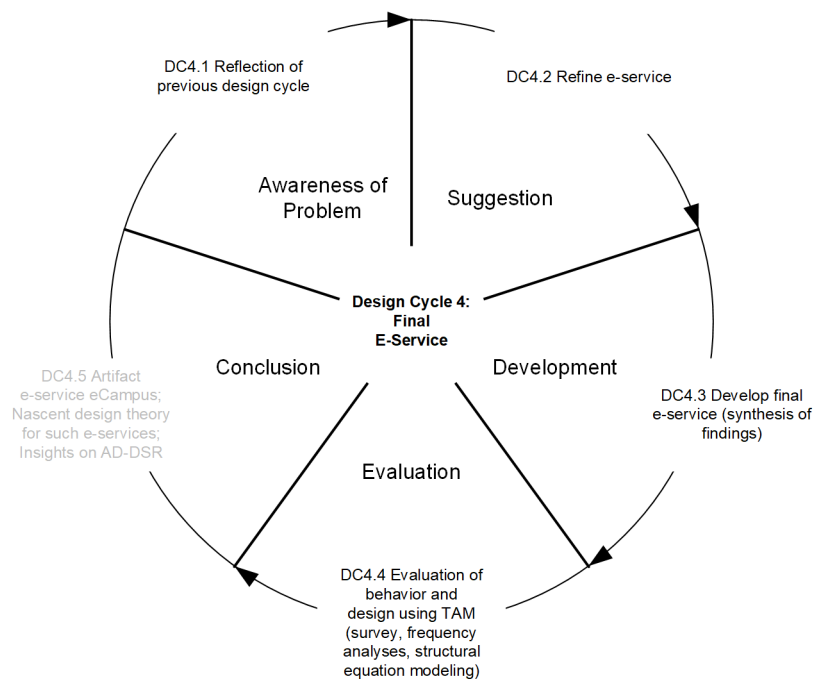 DC4.1 Reflection of
previous design cycle
DC4.2 Refine e-service
Awareness of
Problem
Suggestion
Design Cycle 4:
Final
E-Service
Conclusion
Development
DC4.5 Artifact
e-service eCampus;
Nascent design theory
for such e-services;
Insights on AD-DSR
DC4.3 Develop final
e-service (synthesis of
findings)
Evaluation
DC4.4 Evaluation of
behavior and
design using TAM
(survey, frequency
analyses, structural
equation modeling)